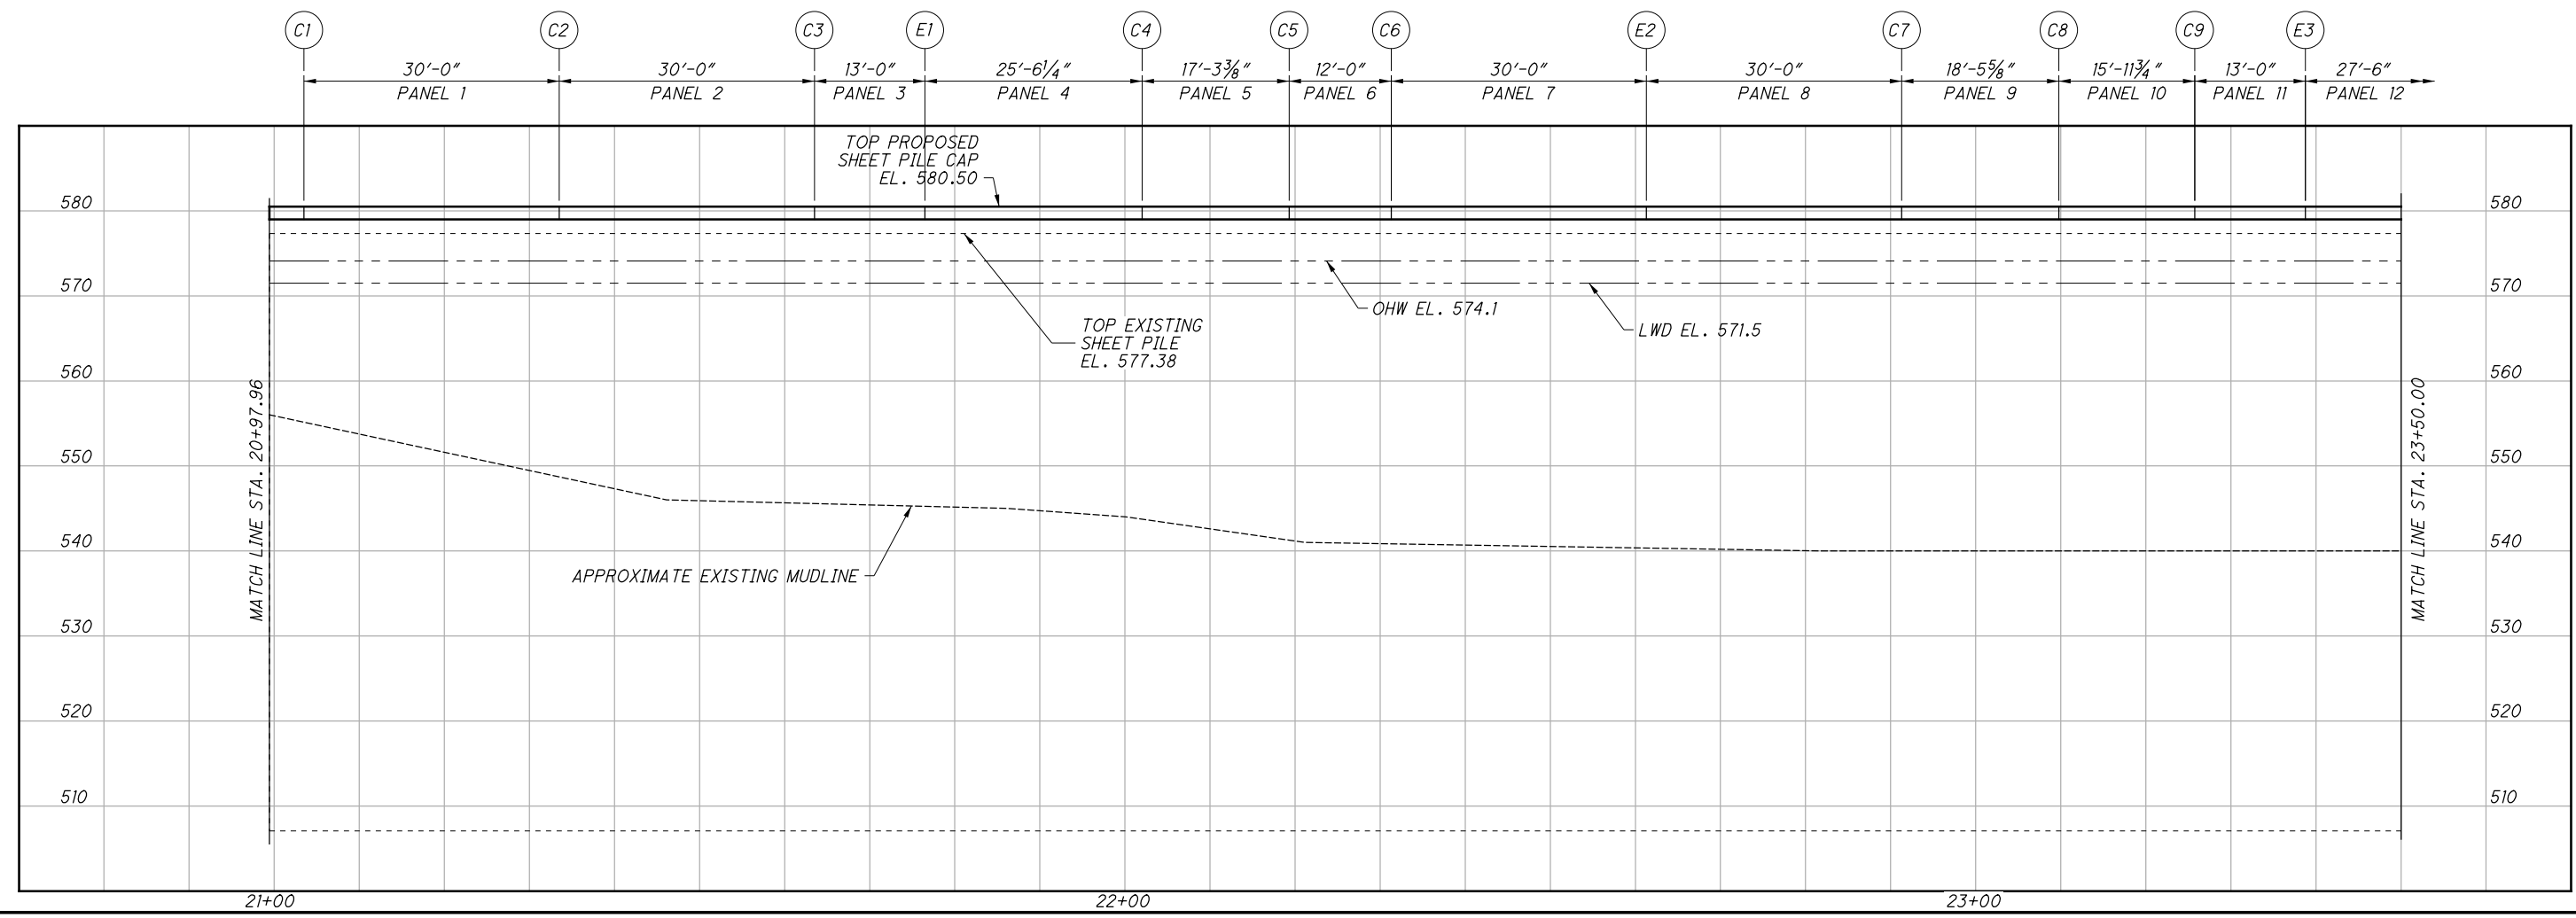 C1 C2 C3 E1 C4 C5 C6 E2 C7 C8 C9 E3
30'-0" 30'-0" 13'-0" 25'-6¼" 17'-3⅜" 12'-0" 30'-0" 30'-0" 18'-5⅝" 15'-11¾" 13'-0" 27'-6"
PANEL 1 PANEL 2 PANEL 3 PANEL 4 PANEL 5 PANEL 6 PANEL 7 PANEL 8 PANEL 9 PANEL 10 PANEL 11 PANEL 12
TOP PROPOSED
SHEET PILE CAP
EL. 580.50
580 580
570 570
OHW EL. 574.1
LWD EL. 571.5
TOP EXISTING
SHEET PILE
EL. 577.38
560 560
MATCH LINE STA. 20+97.96
MATCH LINE STA. 23+50.00
550 550
540 540
APPROXIMATE EXISTING MUDLINE
530 530
520 520
510 510
21+00 22+00 23+00